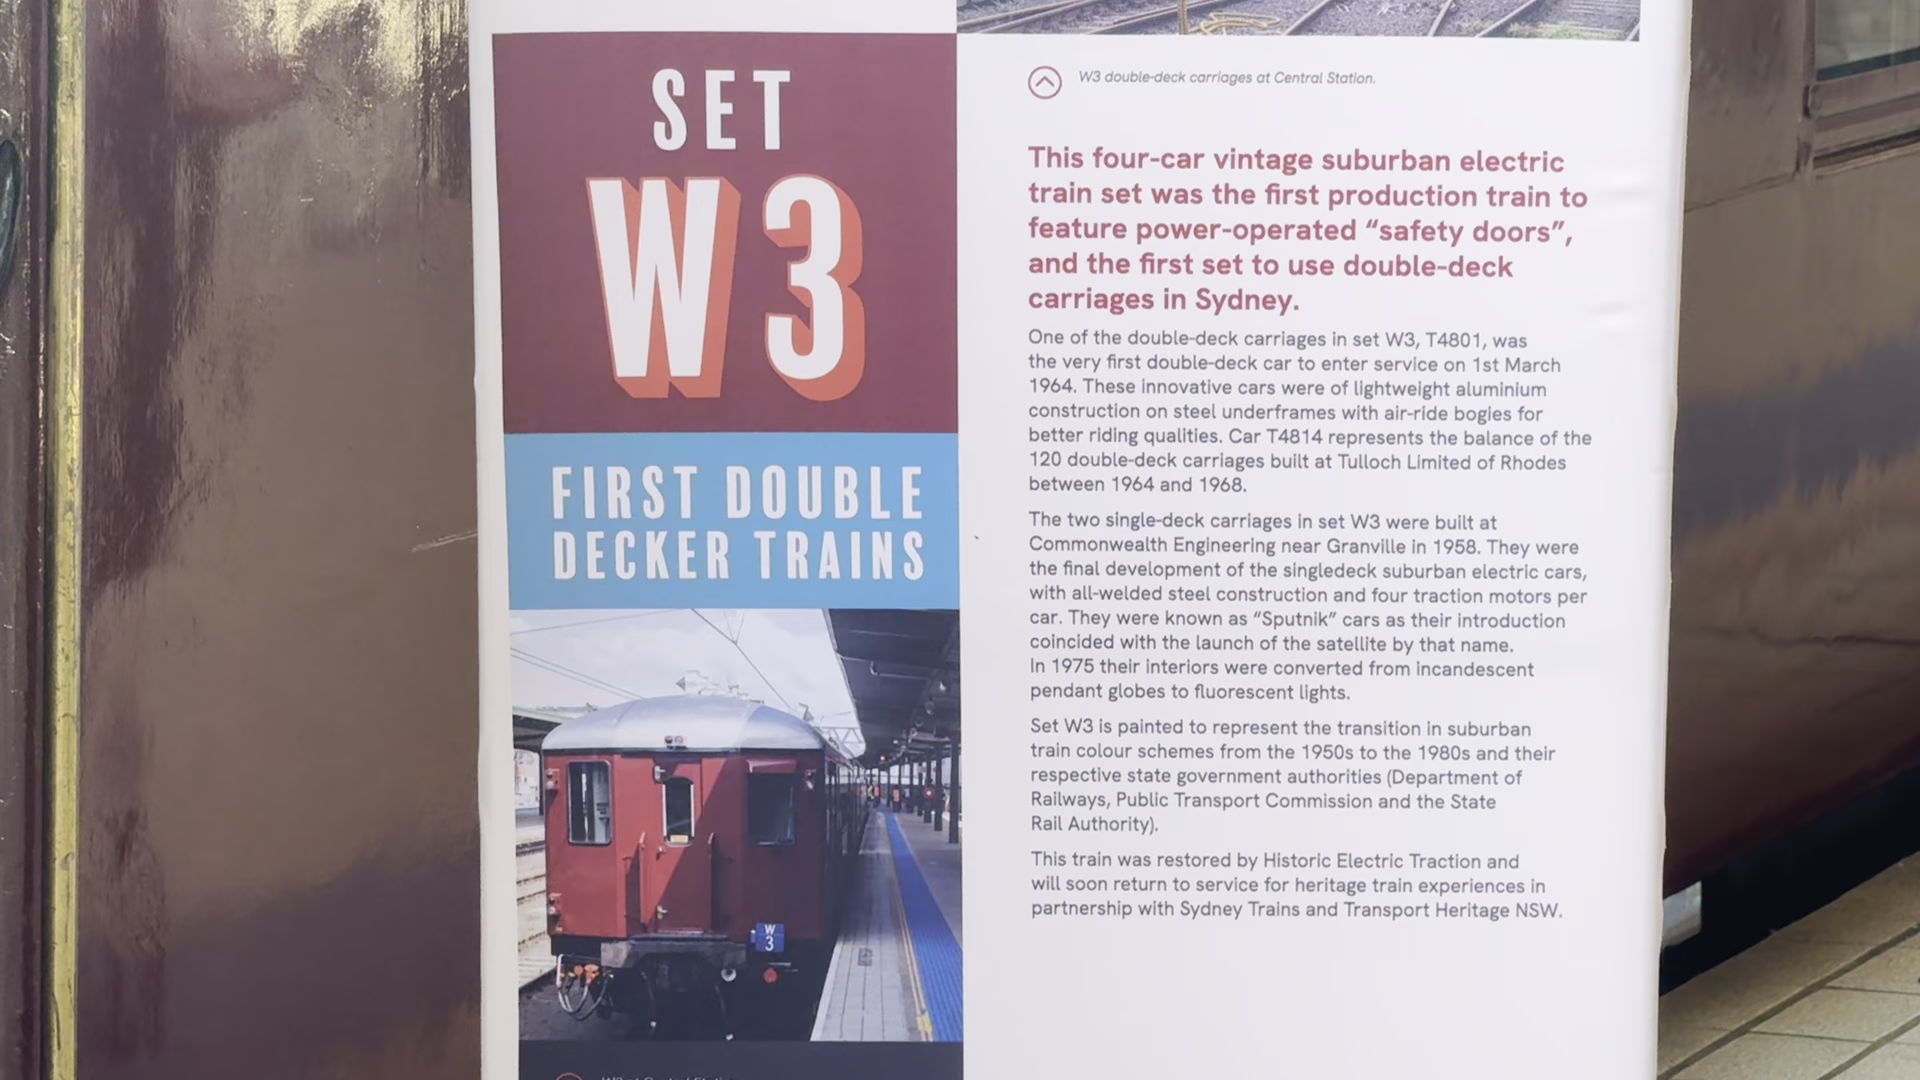 SET
W3
FIRST DOUBLE
DECKER TRAINS
W
3
W3 double-deck carriages at Central Station.
This four-car vintage suburban electric
train set was the first production train to
feature power-operated “safety doors”,
and the first set to use double-deck
carriages in Sydney.
One of the double-deck carriages in set W3, T4801, was
the very first double-deck car to enter service on 1st March
1964. These innovative cars were of lightweight aluminium
construction on steel underframes with air-ride bogies for
better riding qualities. Car T4814 represents the balance of the
120 double-deck carriages built at Tulloch Limited of Rhodes
between 1964 and 1968.
The two single-deck carriages in set W3 were built at
Commonwealth Engineering near Granville in 1958. They were
the final development of the singledeck suburban electric cars,
with all-welded steel construction and four traction motors per
car. They were known as “Sputnik” cars as their introduction
coincided with the launch of the satellite by that name.
In 1975 their interiors were converted from incandescent
pendant globes to fluorescent lights.
Set W3 is painted to represent the transition in suburban
train colour schemes from the 1950s to the 1980s and their
respective state government authorities (Department of
Railways, Public Transport Commission and the State
Rail Authority).
This train was restored by Historic Electric Traction and
will soon return to service for heritage train experiences in
partnership with Sydney Trains and Transport Heritage NSW.